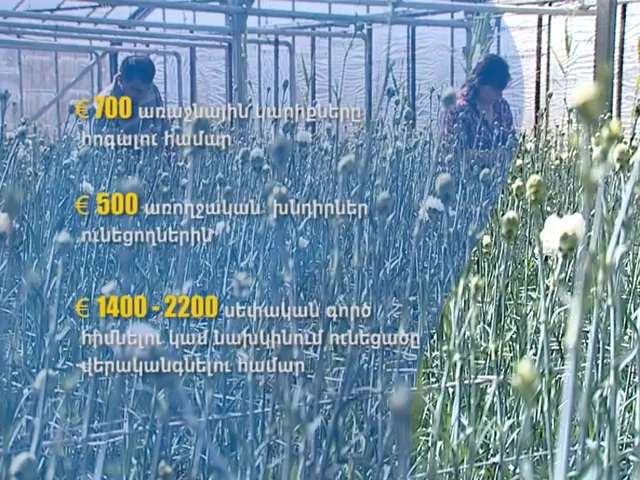 € 700 առաջնային կարիքները
հոգալու համար
€ 500 առողջական խնդիրներ
ունեցողներին
€ 1400 - 2200 սեփական գործ
հիմնելու կամ նախկինում ունեցածը
վերականգնելու համար